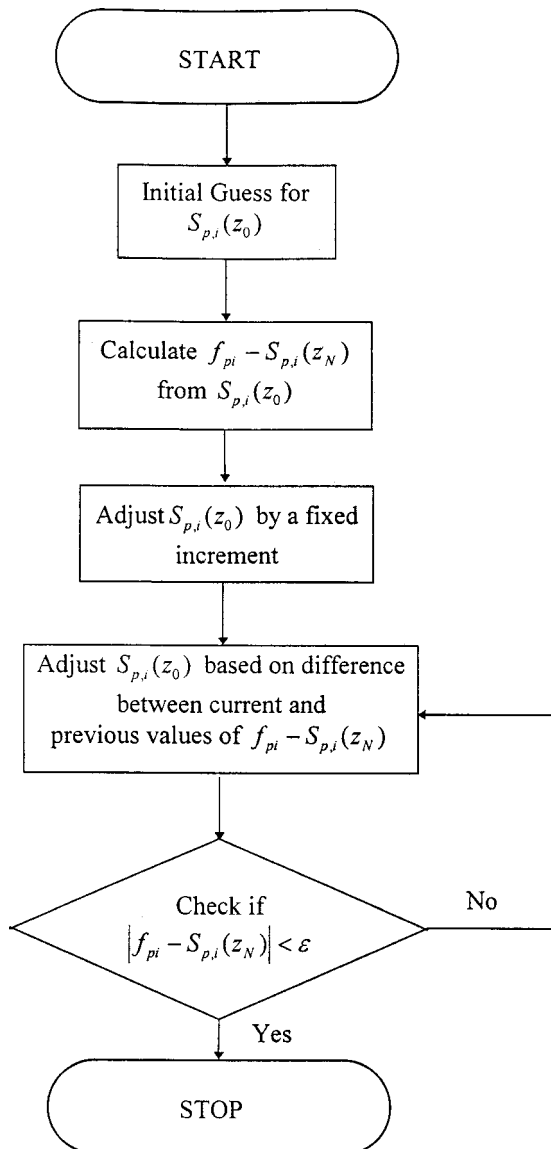 START
Initial Guess for
S_{p,i}(z_0)
Calculate f_{pi} − S_{p,i}(z_N)
from S_{p,i}(z_0)
Adjust S_{p,i}(z_0) by a fixed
increment
Adjust S_{p,i}(z_0) based on difference
between current and
previous values of f_{pi} − S_{p,i}(z_N)
Check if
|f_{pi} − S_{p,i}(z_N)| < ε
No
Yes
STOP